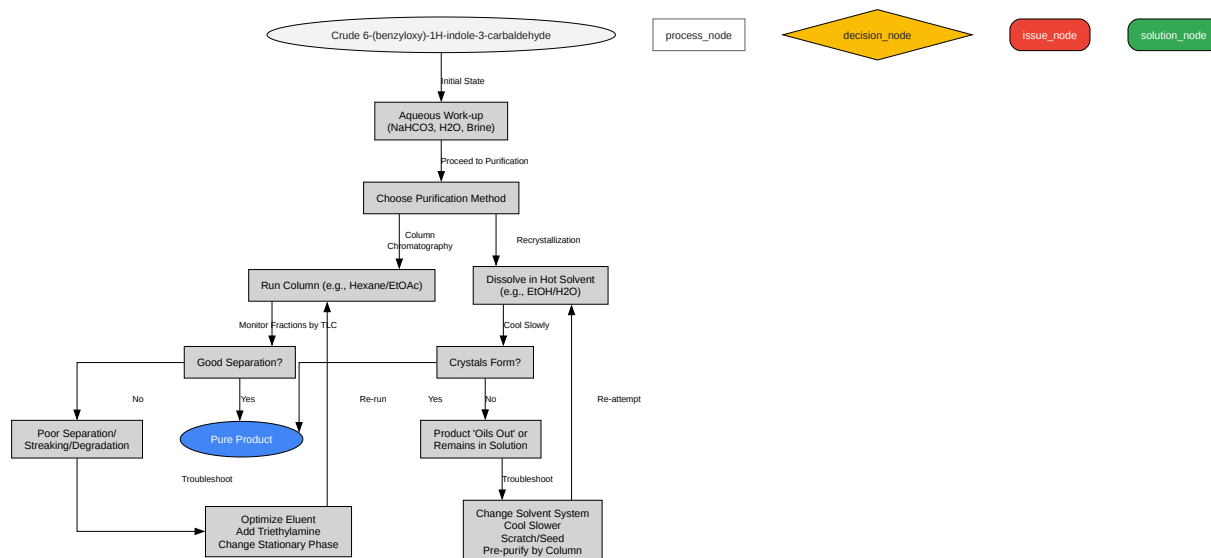 Crude 6-(benzyloxy)-1H-indole-3-carbaldehyde
process_node
decision_node
issue_node
solution_node
Initial State
Aqueous Work-up
(NaHCO3, H2O, Brine)
Proceed to Purification
Choose Purification Method
Column
Chromatography
Recrystallization
Run Column (e.g., Hexane/EtOAc)
Dissolve in Hot Solvent
(e.g., EtOH/H2O)
Monitor Fractions by TLC
Cool Slowly
Good Separation?
Crystals Form?
No
Yes
Re-run
Yes
No
Re-attempt
Poor Separation/
Streaking/Degradation
Pure Product
Product 'Oils Out' or
Remains in Solution
Troubleshoot
Troubleshoot
Optimize Eluent
Add Triethylamine
Change Stationary Phase
Change Solvent System
Cool Slower
Scratch/Seed
Pre-purify by Column